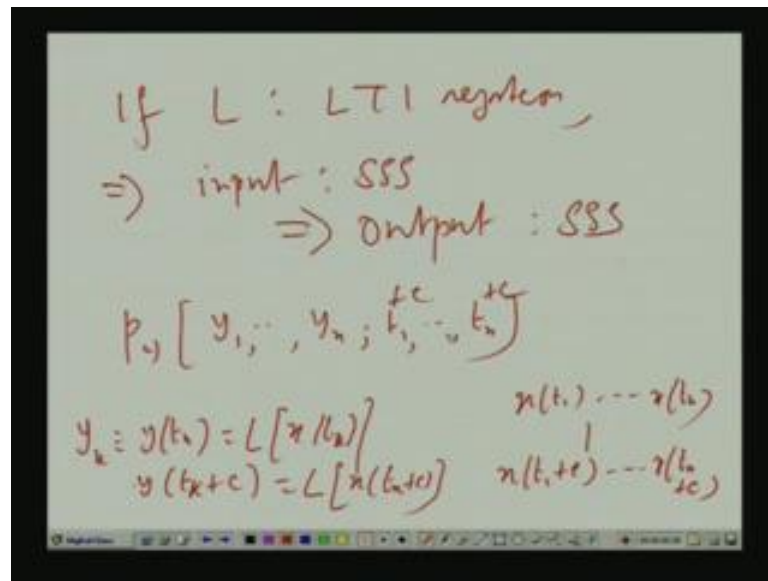 If L : LTI system,
⇒ input : SSS
⇒ output : SSS
p_y [ y_1, .., y_n ; t_1^{+c}, .., t_n^{+c} ]
x(t_1) --- x(t_n)
y_k : y(t_k) = L[x(t_k)]
y(t_k+c) = L[x(t_k+c)]
x(t_1+c) --- x(t_n+c)